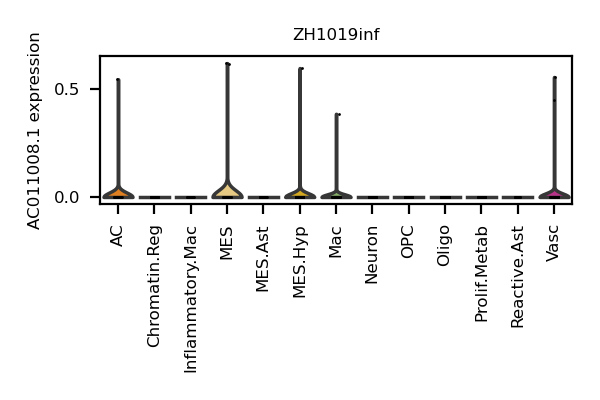 ZH1019inf
AC011008.1 expression
0.5
0.0
AC
Chromatin.Reg
Inflammatory.Mac
MES
MES.Ast
MES.Hyp
Mac
Neuron
OPC
Oligo
Prolif.Metab
Reactive.Ast
Vasc